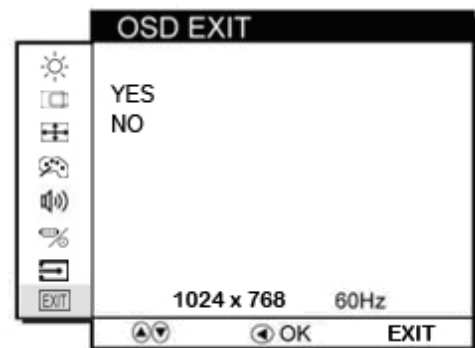 OSD EXIT
YES
NO
EXIT
1024 x 768 60Hz
OK EXIT